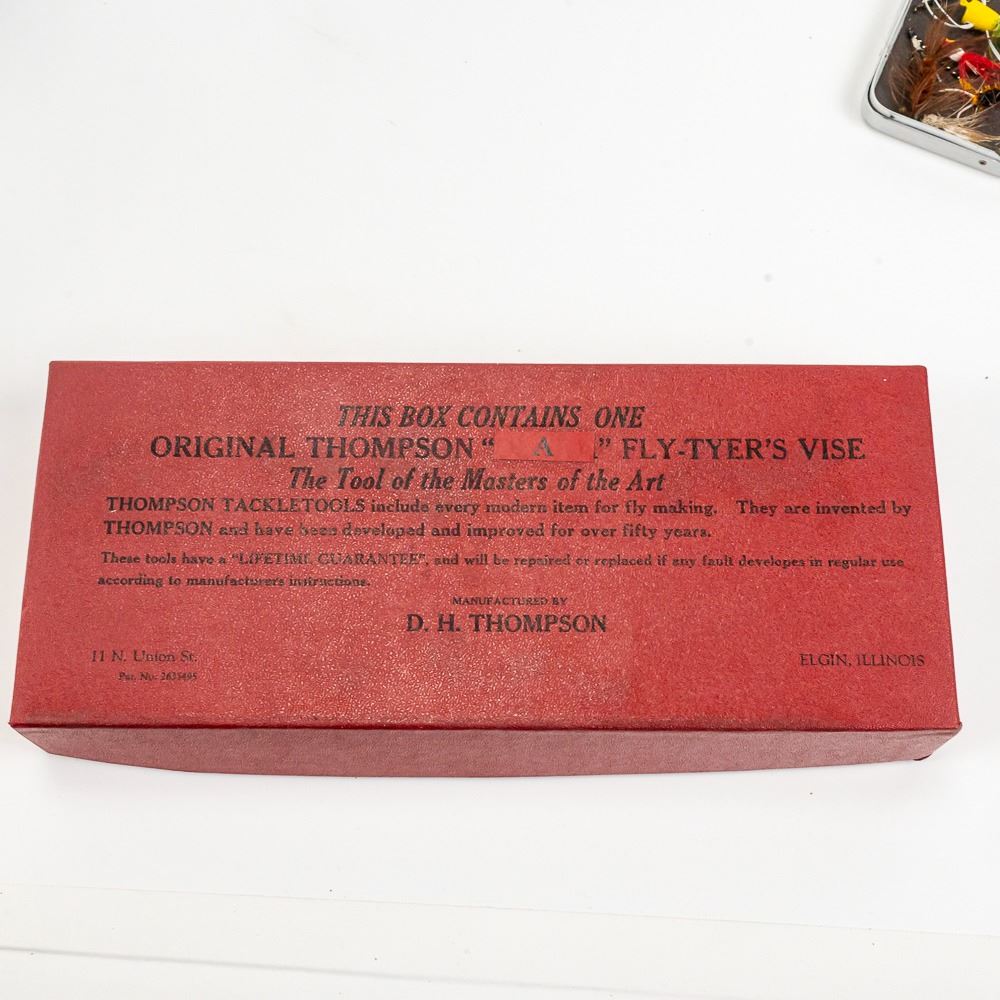 THIS BOX CONTAINS ONE
ORIGINAL THOMPSON “ A ” FLY-TYER'S VISE
The Tool of the Masters of the Art
THOMPSON TACKLETOOLS include every modern item for fly making. They are invented by
THOMPSON and have been developed and improved for over fifty years.
These tools have a "LIFETIME GUARANTEE", and will be repaired or replaced if any fault developes in regular use
according to manufacturers instructions.
MANUFACTURED BY
D. H. THOMPSON
11 N. Union St. ELGIN, ILLINOIS
Pat. No. 2635495